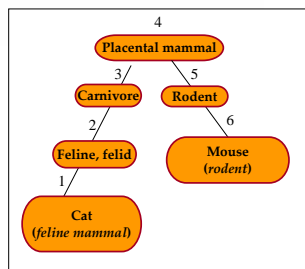 4
Placental mammal
3
5
Carnivore
Rodent
2
6
Feline, felid
Mouse
(rodent)
1
Cat
(feline mammal)